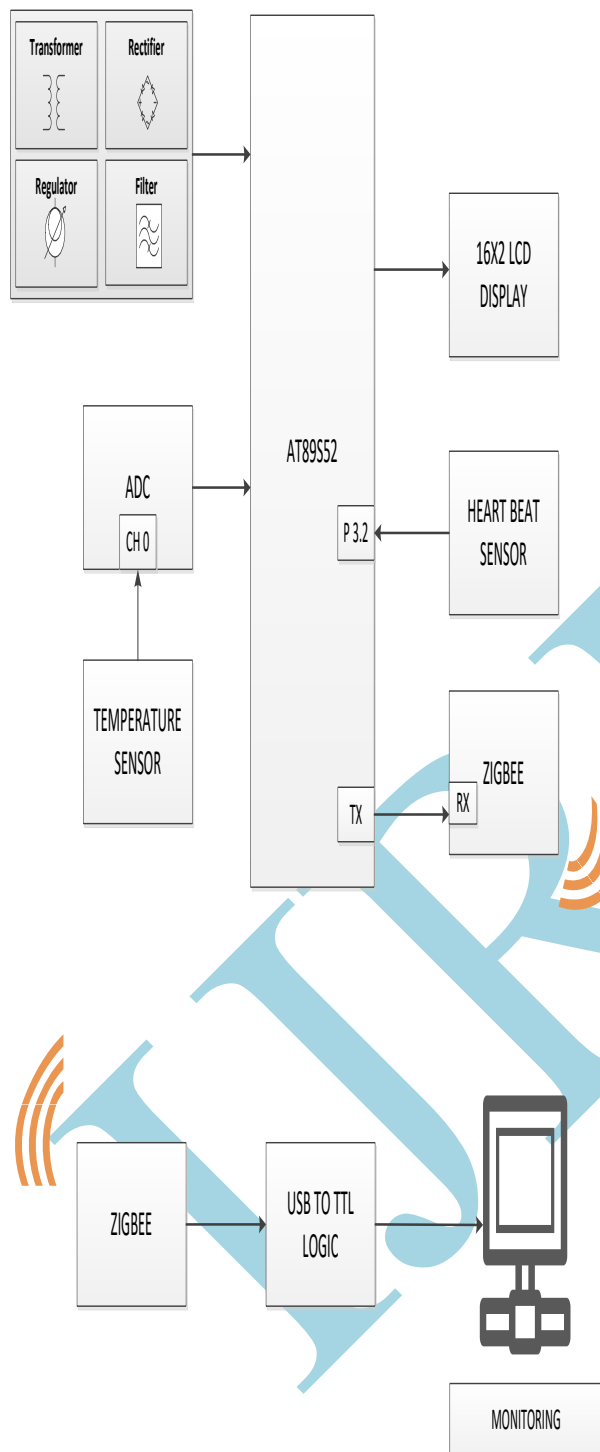 Transformer
Rectifier
Regulator
Filter
16X2 LCD
DISPLAY
AT89S52
ADC
CH 0
P 3.2
HEART BEAT
SENSOR
TEMPERATURE
SENSOR
ZIGBEE
RX
TX
ZIGBEE
USB TO TTL
LOGIC
MONITORING